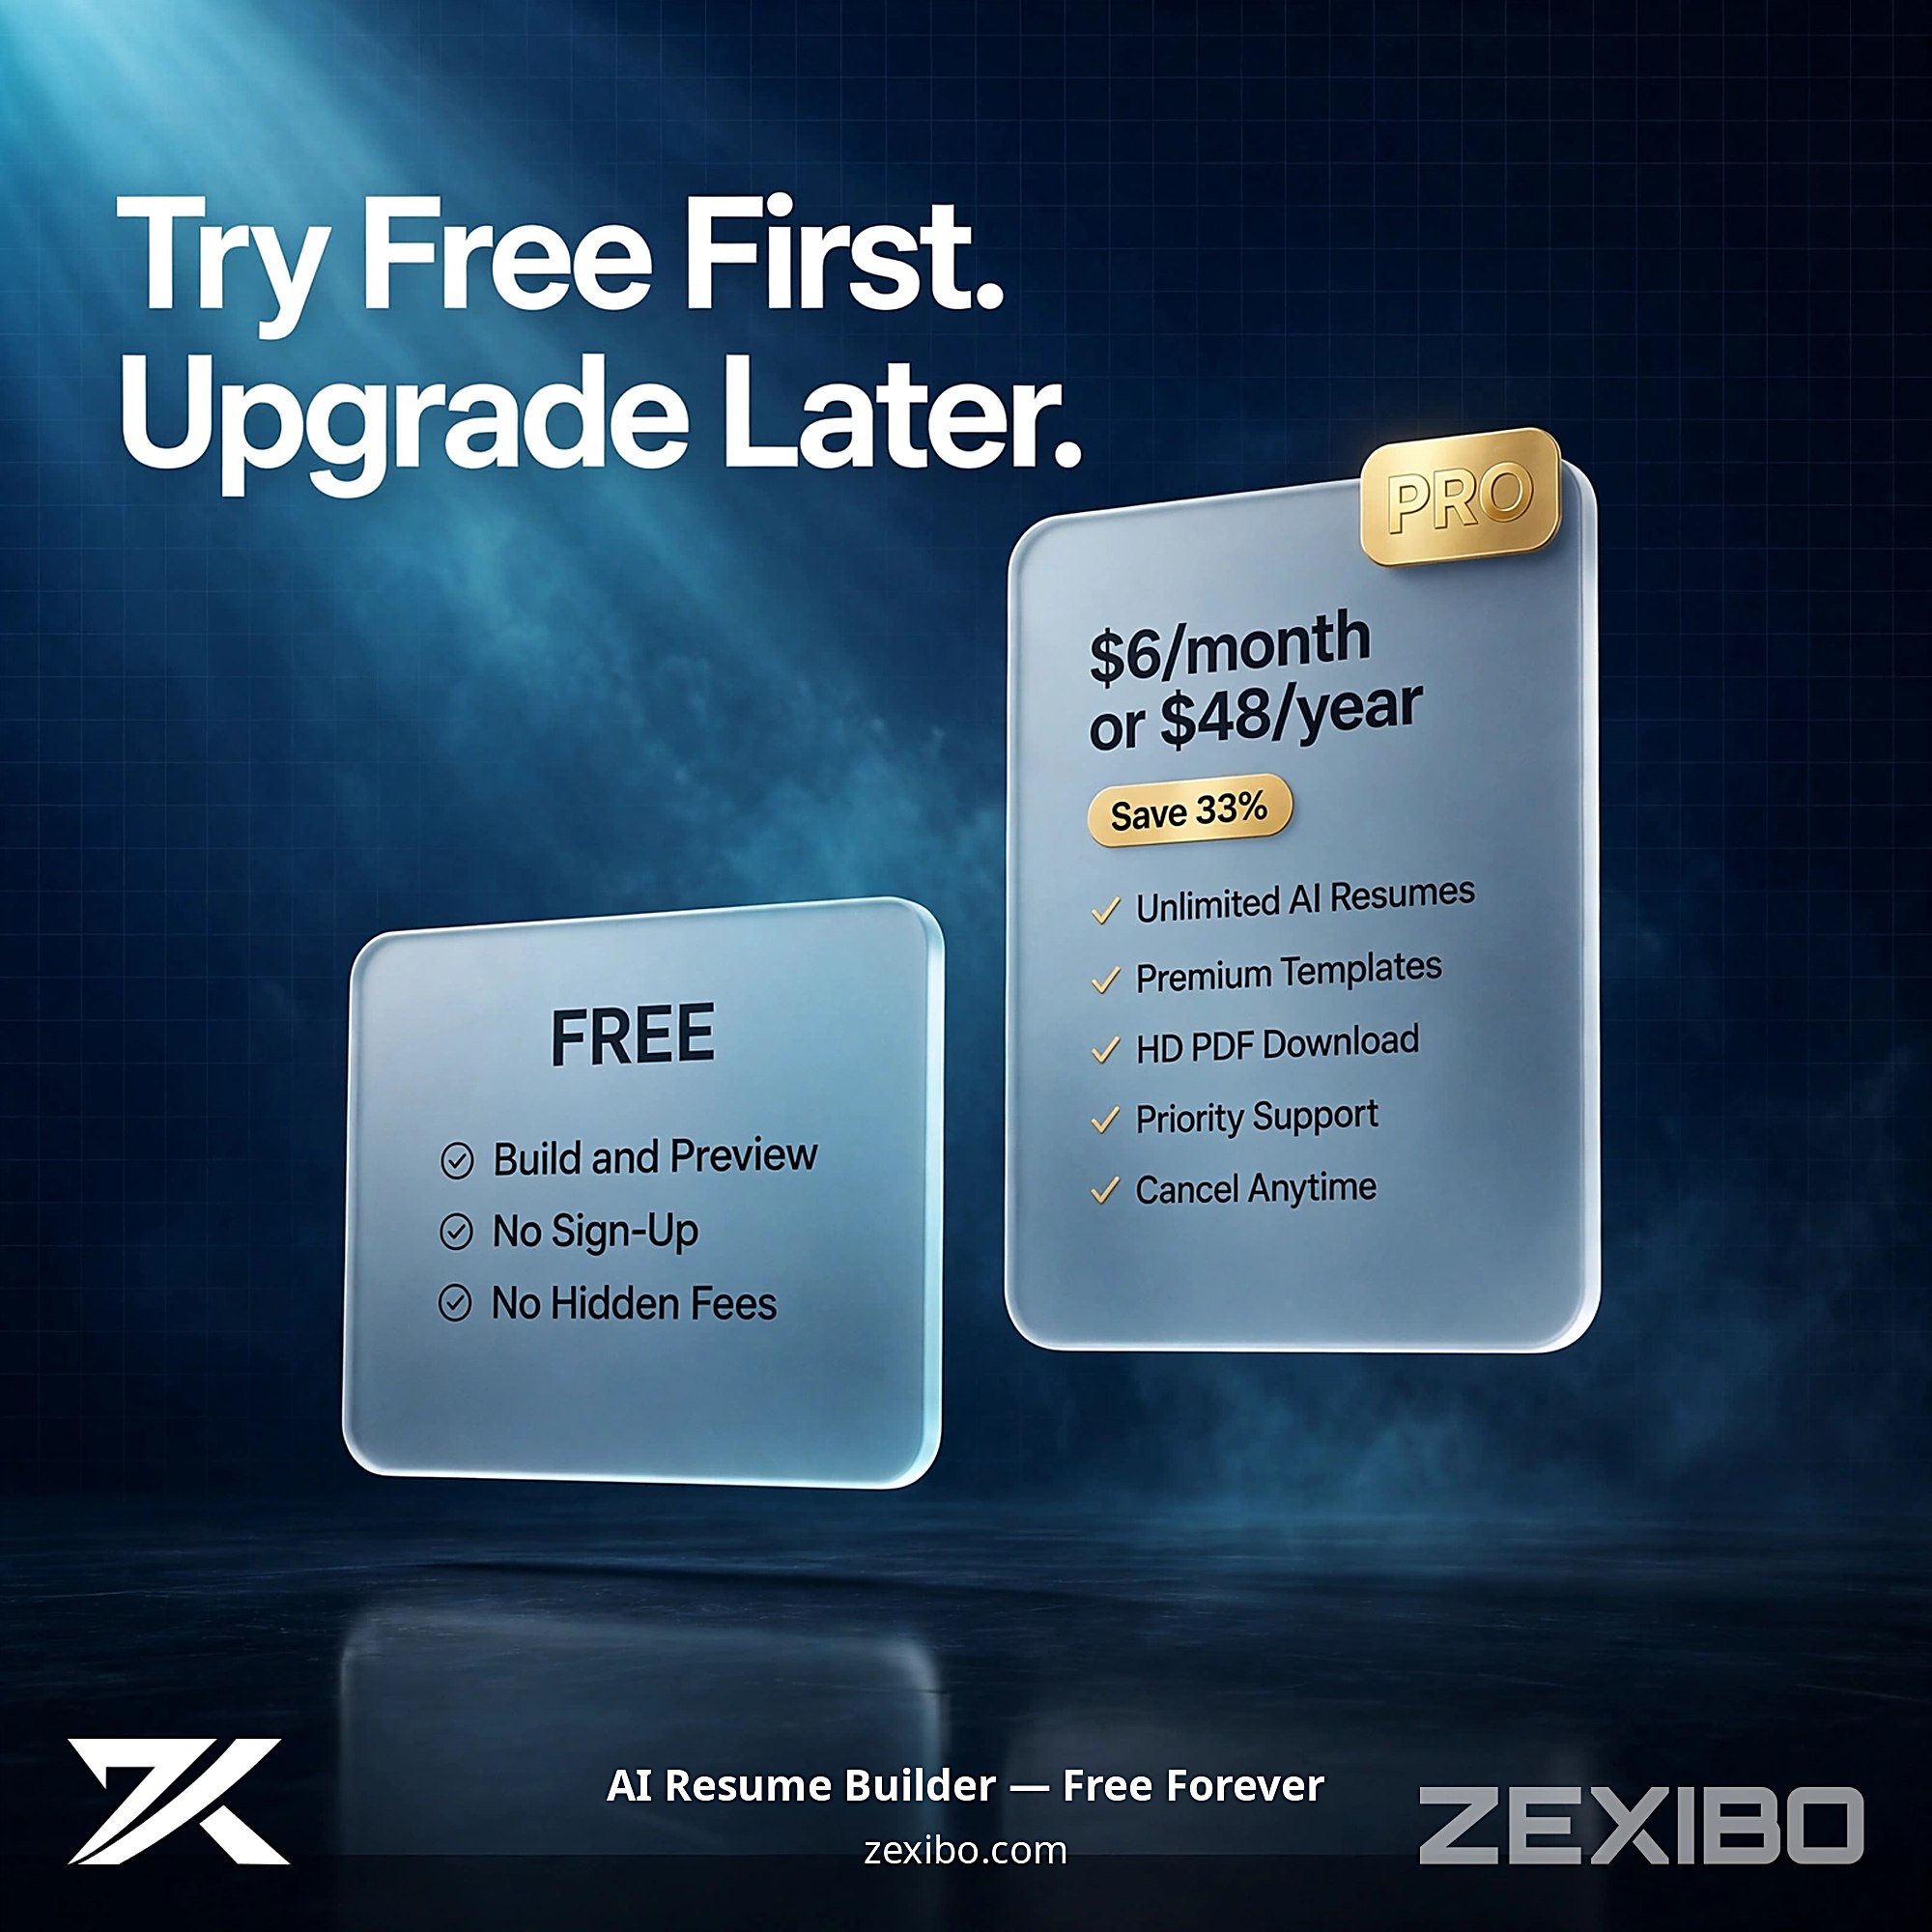 Try Free First.
Upgrade Later.
PRO
$6/month
or $48/year
Save 33%
Unlimited AI Resumes
Premium Templates
HD PDF Download
Priority Support
Cancel Anytime
FREE
Build and Preview
No Sign-Up
No Hidden Fees
AI Resume Builder — Free Forever
zexibo.com
ZEXIBO